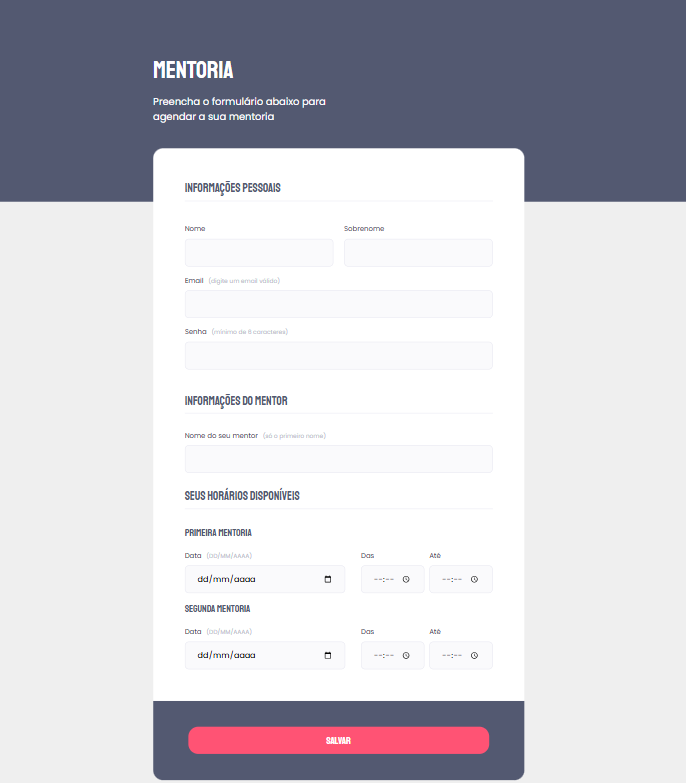 MENTORIA
Preencha o formulário abaixo para
agendar a sua mentoria
INFORMAÇÕES PESSOAIS
Nome Sobrenome
Email (digite um email válido)
Senha (mínimo de 6 caracteres)
INFORMAÇÕES DO MENTOR
Nome do seu mentor (só o primeiro nome)
SEUS HORÁRIOS DISPONÍVEIS
PRIMEIRA MENTORIA
Data (DD/MM/AAAA) Das Até
dd/mm/aaaa --:-- --:--
SEGUNDA MENTORIA
Data (DD/MM/AAAA) Das Até
dd/mm/aaaa --:-- --:--
SALVAR